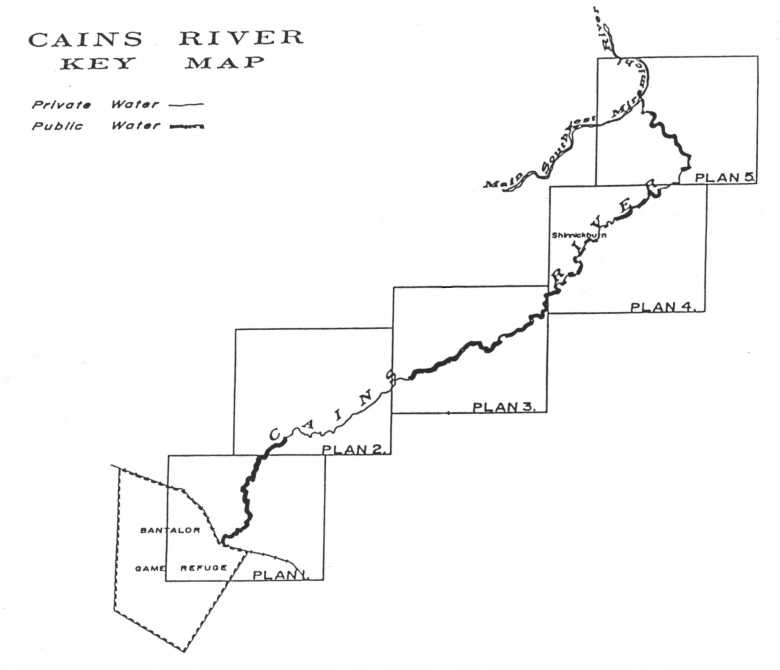 CAINS RIVER
KEY MAP
Private Water
Public Water
Main Southwest Miramichi River
PLAN 5.
Shinnickburn
CAINS RIVER
PLAN 4.
PLAN 3.
PLAN 2.
BANTALOR
GAME REFUGE
PLAN 1.